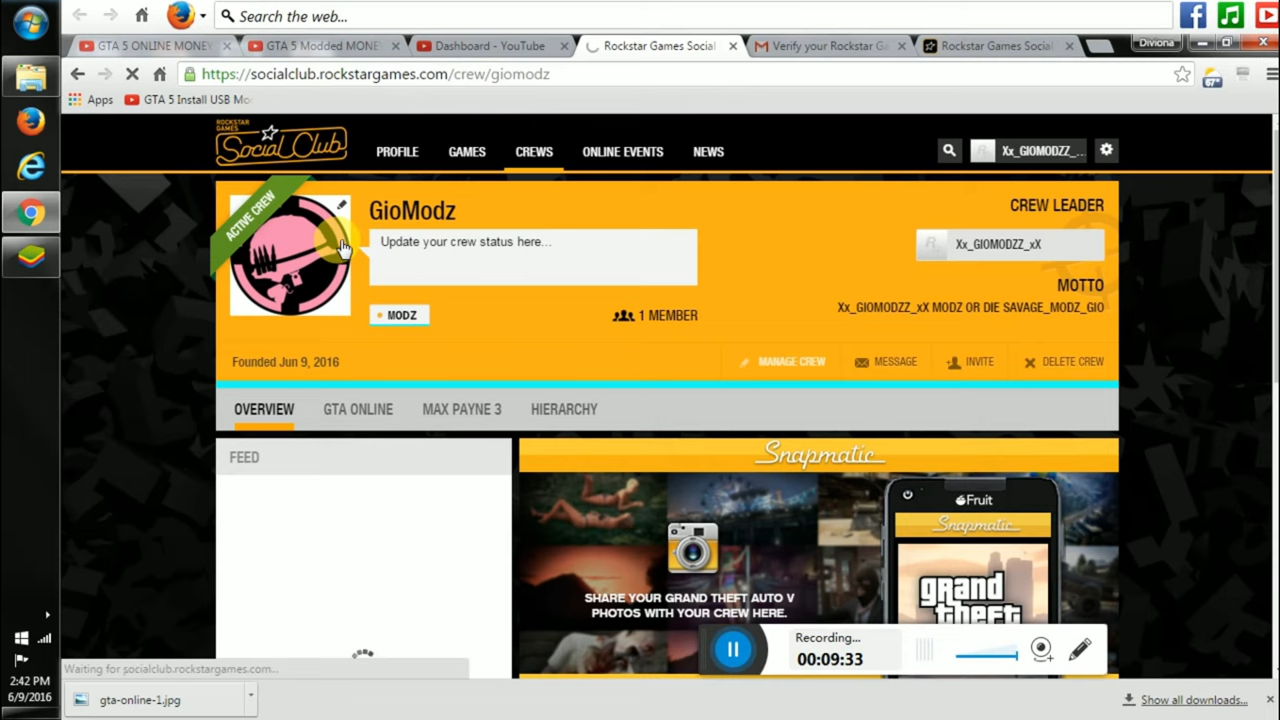 Search the web...
GTA 5 ONLINE MONEY
GTA 5 Modded MONE
Dashboard - YouTube
Rockstar Games Social
Verify your Rockstar Ga
Rockstar Games Social
Diviona
https://socialclub.rockstargames.com/crew/giomodz
Apps
GTA 5 Install USB Mo
ROCKSTAR GAMES
Social Club
PROFILE
GAMES
CREWS
ONLINE EVENTS
NEWS
Xx_GIOMODZZ_...
ACTIVE CREW
GioModz
CREW LEADER
Update your crew status here...
Xx_GIOMODZZ_xX
MOTTO
Xx_GIOMODZZ_xX MODZ OR DIE SAVAGE_MODZ_GIO
MODZ
1 MEMBER
Founded Jun 9, 2016
MANAGE CREW
MESSAGE
INVITE
DELETE CREW
OVERVIEW
GTA ONLINE
MAX PAYNE 3
HIERARCHY
FEED
Snapmatic
Fruit
Snapmatic
grand
theft
SHARE YOUR GRAND THEFT AUTO V
PHOTOS WITH YOUR CREW HERE.
Recording...
00:09:33
Waiting for socialclub.rockstargames.com...
2:42 PM
6/9/2016
gta-online-1.jpg
Show all downloads...